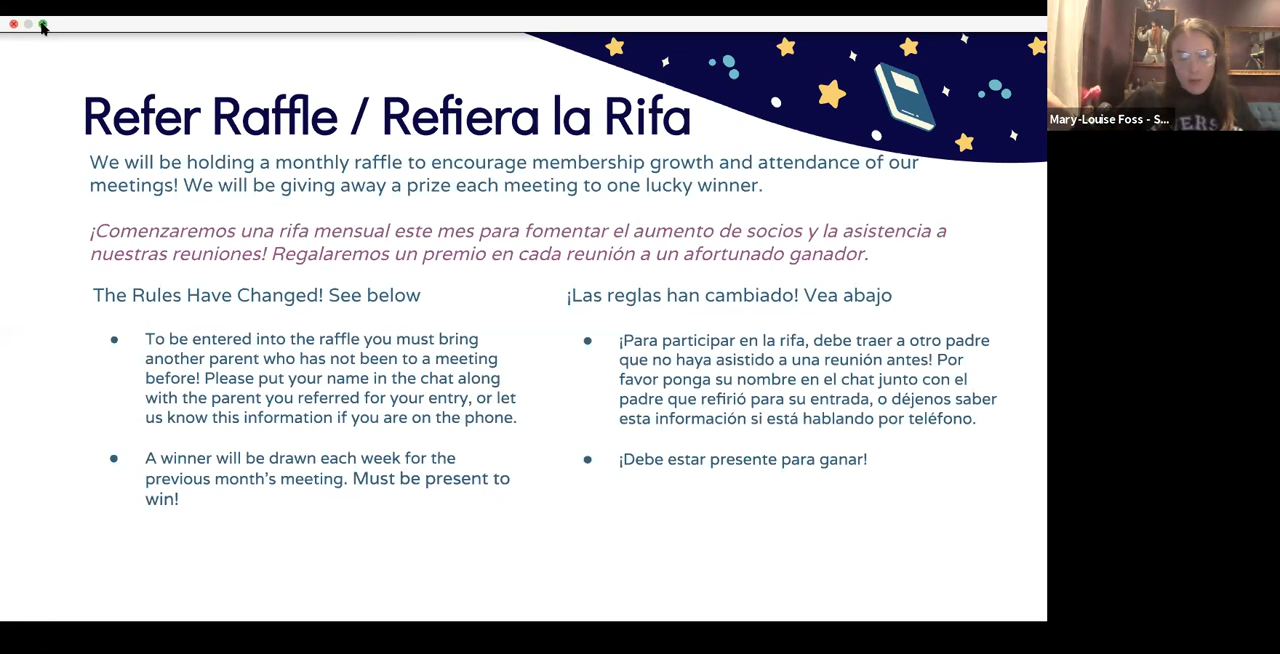 Refer Raffle / Refiera la Rifa
We will be holding a monthly raffle to encourage membership growth and attendance of our
meetings! We will be giving away a prize each meeting to one lucky winner.
¡Comenzaremos una rifa mensual este mes para fomentar el aumento de socios y la asistencia a
nuestras reuniones! Regalaremos un premio en cada reunión a un afortunado ganador.
The Rules Have Changed! See below
To be entered into the raffle you must bring
another parent who has not been to a meeting
before! Please put your name in the chat along
with the parent you referred for your entry, or let
us know this information if you are on the phone.
A winner will be drawn each week for the
previous month's meeting. Must be present to
win!
¡Las reglas han cambiado! Vea abajo
¡Para participar en la rifa, debe traer a otro padre
que no haya asistido a una reunión antes! Por
favor ponga su nombre en el chat junto con el
padre que refirió para su entrada, o déjenos saber
esta información si está hablando por teléfono.
¡Debe estar presente para ganar!
Mary-Louise Foss - S...